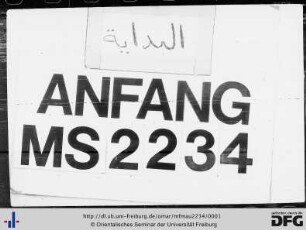 البداية
ANFANG
MS 2234
http://dl.ub.uni-freiburg.de/omar/mfmau2234/0001
© Orientalisches Seminar der Universität Freiburg
DFG